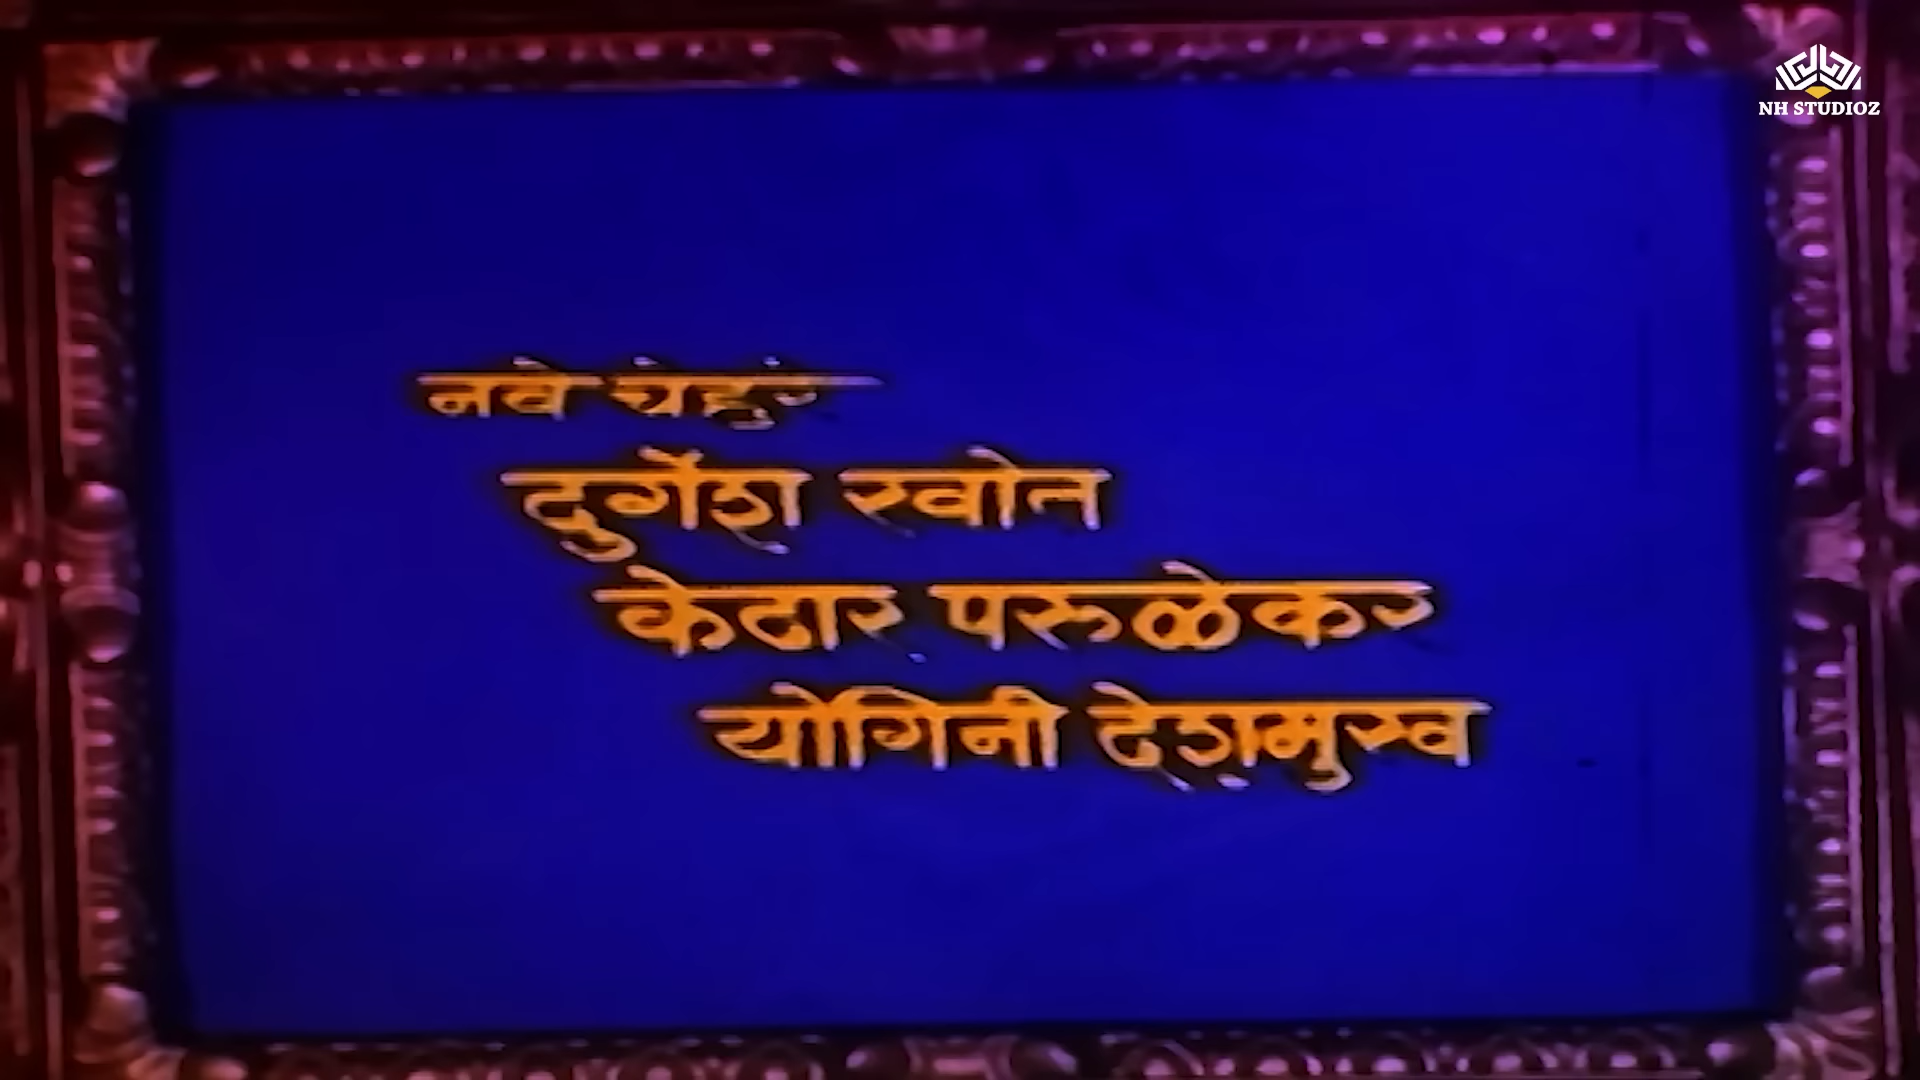 NH STUDIOZ
नवे चेहरे
दुर्गेश खोत
केदार परुळेकर
योगिनी देशमुख